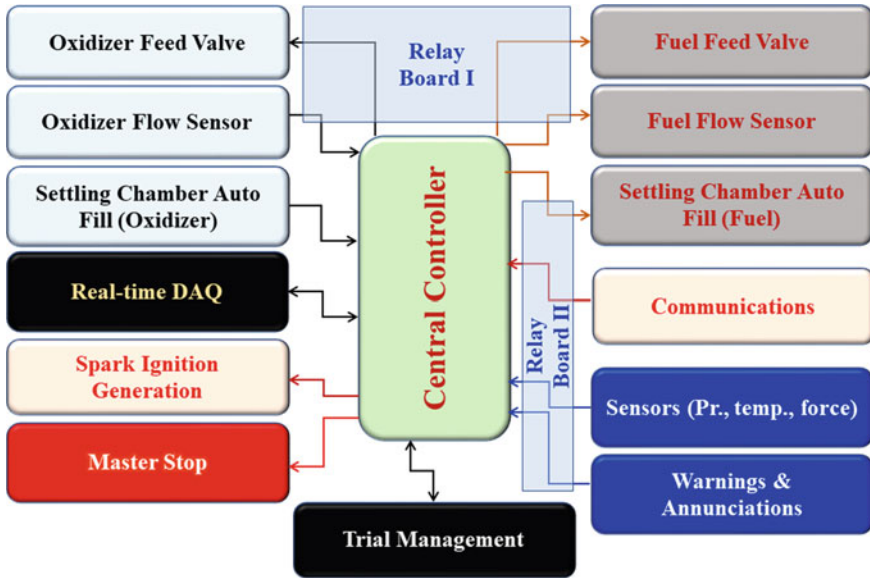 Oxidizer Feed Valve
Relay
Board I
Fuel Feed Valve
Oxidizer Flow Sensor
Fuel Flow Sensor
Settling Chamber Auto
Fill (Oxidizer)
Settling Chamber Auto
Fill (Fuel)
Central Controller
Real-time DAQ
Communications
Relay
Board II
Spark Ignition
Generation
Sensors (Pr., temp., force)
Master Stop
Warnings &
Annunciations
Trial Management